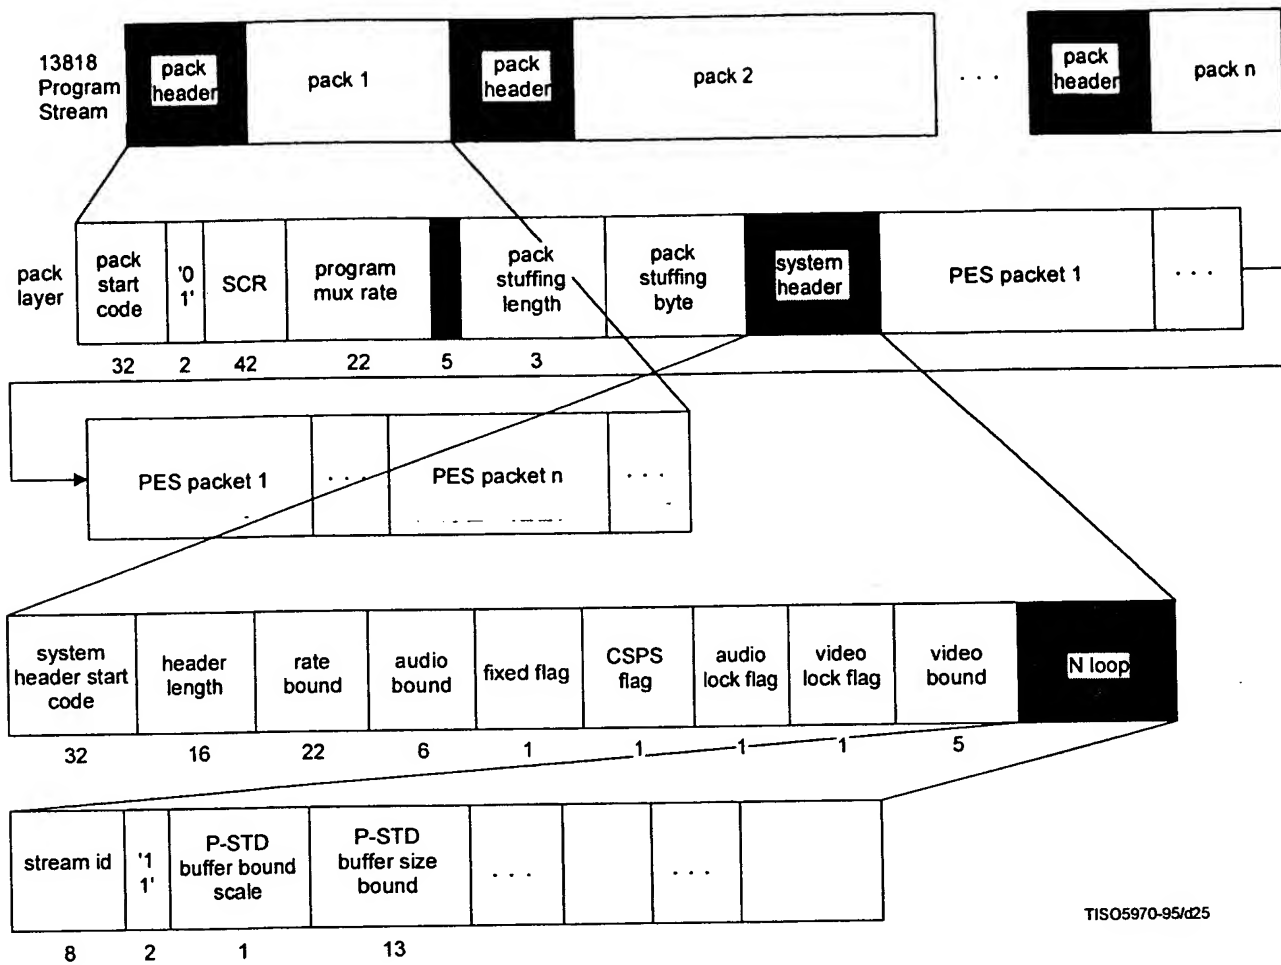 13818
Program
Stream
pack
header
pack 1
pack
header
pack 2
. . .
pack
header
pack n
pack
layer
pack
start
code
'0
1'
SCR
program
mux rate
pack
stuffing
length
pack
stuffing
byte
system
header
PES packet 1
. . .
32
2
42
22
5
3
PES packet 1
. . .
PES packet n
. . .
system
header start
code
header
length
rate
bound
audio
bound
fixed flag
CSPS
flag
audio
lock flag
video
lock flag
video
bound
N loop
32
16
22
6
1
1
1
1
5
stream id
'1
1'
P-STD
buffer bound
scale
P-STD
buffer size
bound
. . .
. . .
8
2
1
13
TISO5970-95/d25